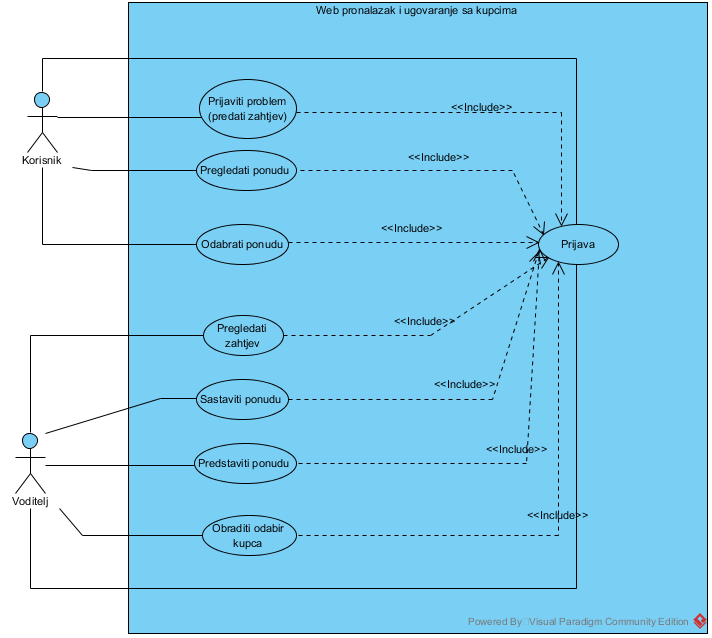 Web pronalazak i ugovaranje sa kupcima
<<Include>>
Prijaviti problem
(predati zahtjev)
Korisnik
<<Include>>
Pregledati ponudu
<<Include>>
Odabrati ponudu
Prijava
<<Include>>
Pregledati
zahtjev
<<Include>>
Sastaviti ponudu
<<Include>>
Predstaviti ponudu
Voditelj
<<Include>>
Obraditi odabir
kupca
Powered By Visual Paradigm Community Edition